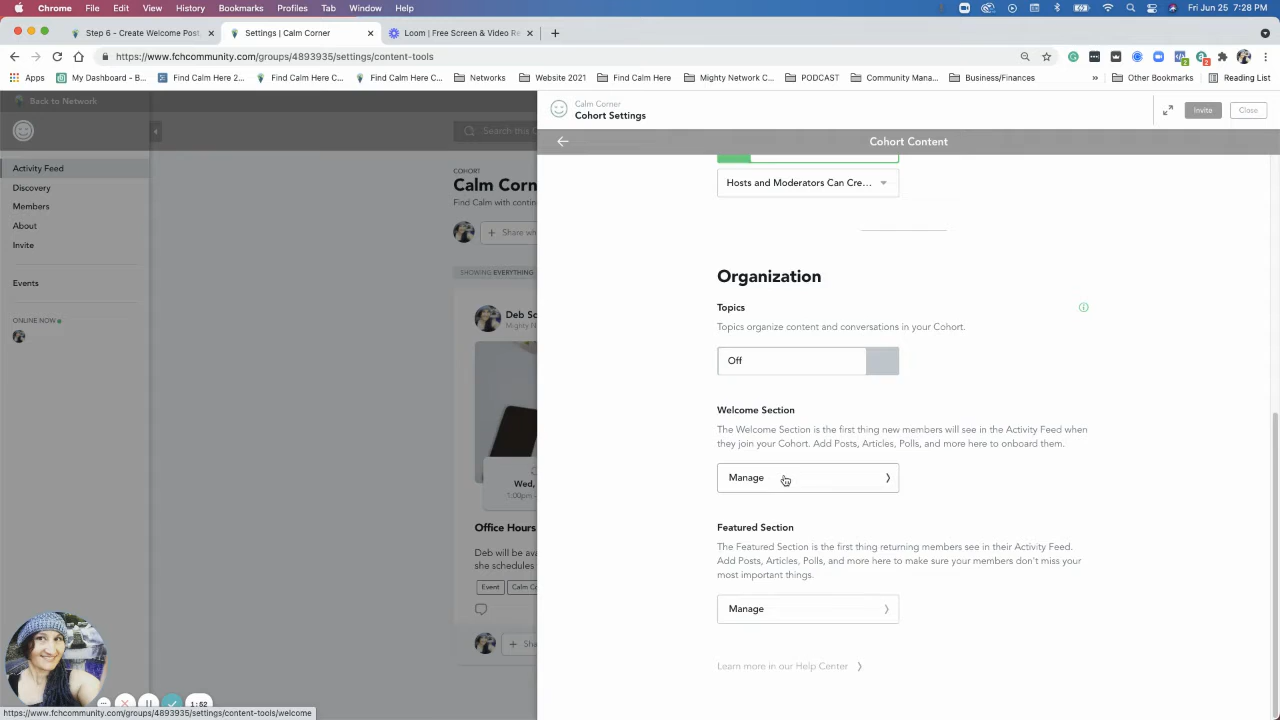 Chrome File Edit View History Bookmarks Profiles Tab Window Help Fri Jun 25 7:28 PM
Step 6 - Create Welcome Post Settings | Calm Corner Loom | Free Screen & Video Re
https://www.fchcommunity.com/groups/4893935/settings/content-tools
Apps My Dashboard - B... Find Calm Here 2... Find Calm Here C... Find Calm Here C... Networks Website 2021 Find Calm Here Mighty Network C... PODCAST Community Mana... Business/Finances » Other Bookmarks Reading List
Back to Network
Calm Corner
Cohort Settings
Invite
Close
Search this C
Cohort Content
Activity Feed
Discovery
Members
About
Invite
Events
ONLINE NOW
COHORT
Calm Corn
Find Calm with contin
Share wh
SHOWING EVERYTHING
Deb Sc
Mighty N
Wed,
1:00pm -
Office Hours
Deb will be ava
she schedules
Event Calm Co
Sha
Hosts and Moderators Can Cre...
Organization
Topics
Topics organize content and conversations in your Cohort.
Off
Welcome Section
The Welcome Section is the first thing new members will see in the Activity Feed when
they join your Cohort. Add Posts, Articles, Polls, and more here to onboard them.
Manage
Featured Section
The Featured Section is the first thing returning members see in their Activity Feed.
Add Posts, Articles, Polls, and more here to make sure your members don't miss your
most important things.
Manage
Learn more in our Help Center
1:52
https://www.fchcommunity.com/groups/4893935/settings/content-tools/welcome